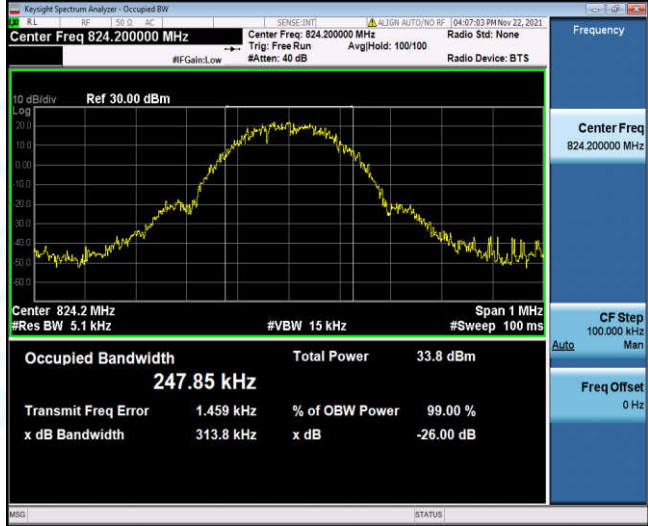 Keysight Spectrum Analyzer - Occupied BW
RL RF 50 Ω AC SENSE:INT ALIGN AUTO/NO RF 04:07:03 PM Nov 22, 2021
Center Freq 824.200000 MHz
Center Freq: 824.200000 MHz
Radio Std: None
Trig: Free Run Avg|Hold: 100/100
#IFGain:Low #Atten: 40 dB Radio Device: BTS
10 dB/div Ref 30.00 dBm
Log
20.0
10.0
0.00
-10.0
-20.0
-30.0
-40.0
-50.0
-60.0
Center 824.2 MHz Span 1 MHz
#Res BW 5.1 kHz #VBW 15 kHz #Sweep 100 ms
Occupied Bandwidth Total Power 33.8 dBm
247.85 kHz
Transmit Freq Error 1.459 kHz % of OBW Power 99.00 %
x dB Bandwidth 313.8 kHz x dB -26.00 dB
MSG STATUS
Frequency
Center Freq
824.200000 MHz
CF Step
100.000 kHz
Auto Man
Freq Offset
0 Hz